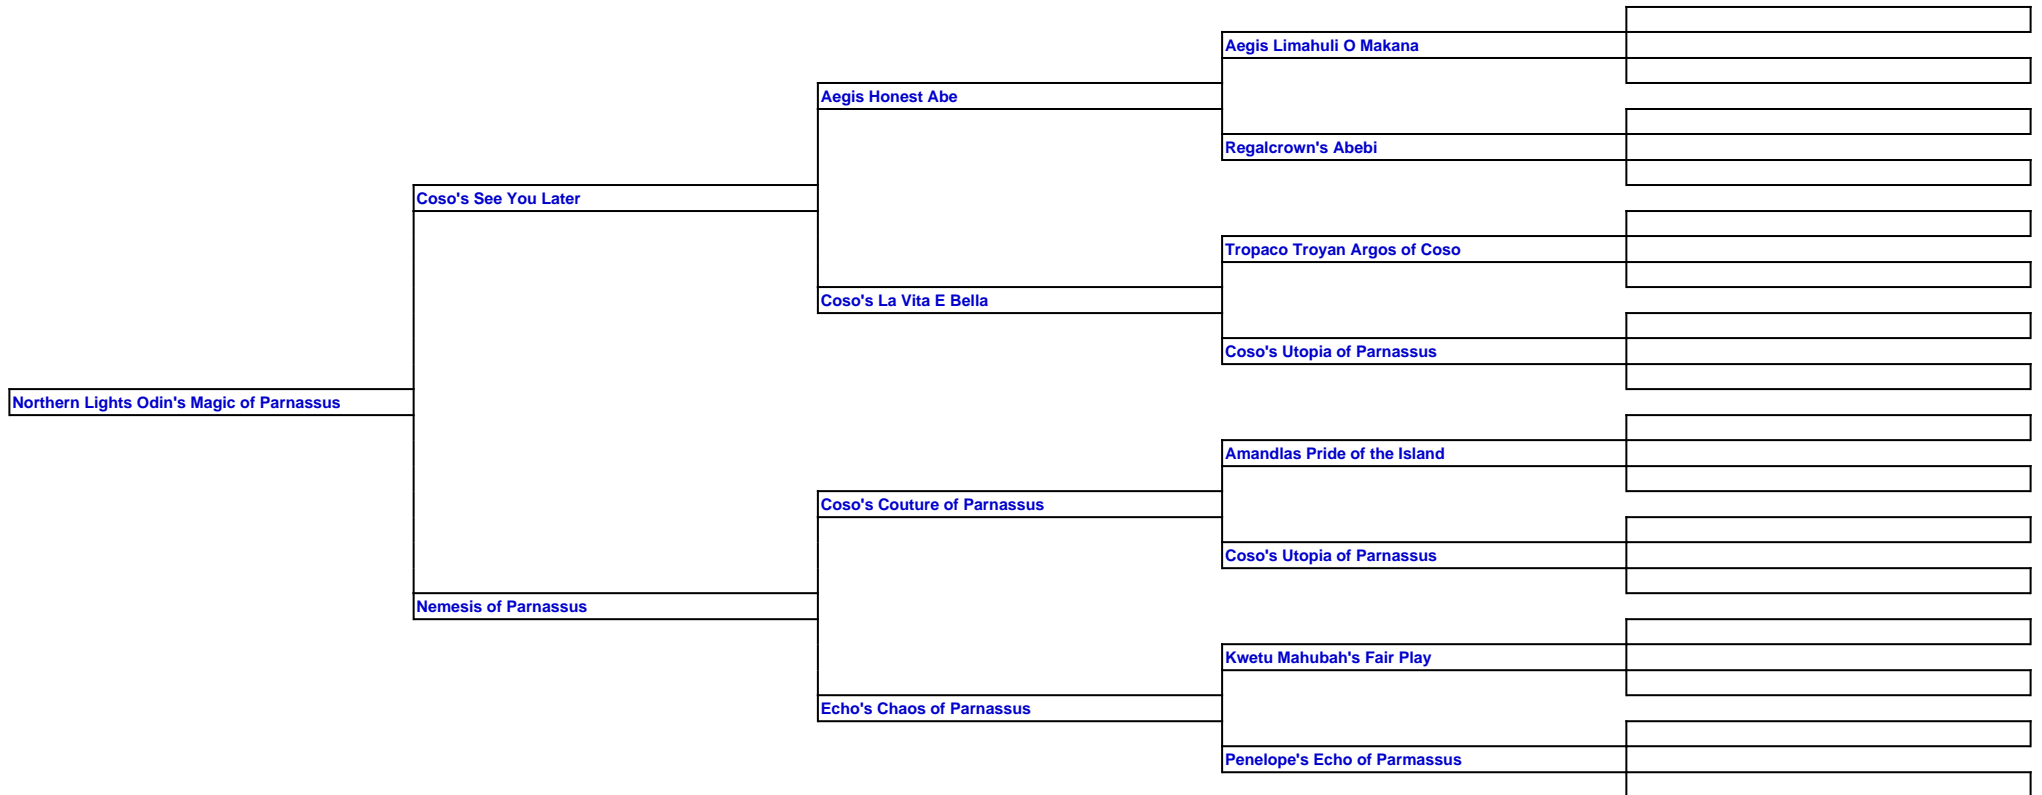 Aegis Limahuli O Makana
Aegis Honest Abe
Regalcrown's Abebi
Coso's See You Later
Tropaco Troyan Argos of Coso
Coso's La Vita E Bella
Coso's Utopia of Parnassus
Northern Lights Odin's Magic of Parnassus
Amandlas Pride of the Island
Coso's Couture of Parnassus
Coso's Utopia of Parnassus
Nemesis of Parnassus
Kwetu Mahubah's Fair Play
Echo's Chaos of Parnassus
Penelope's Echo of Parmassus